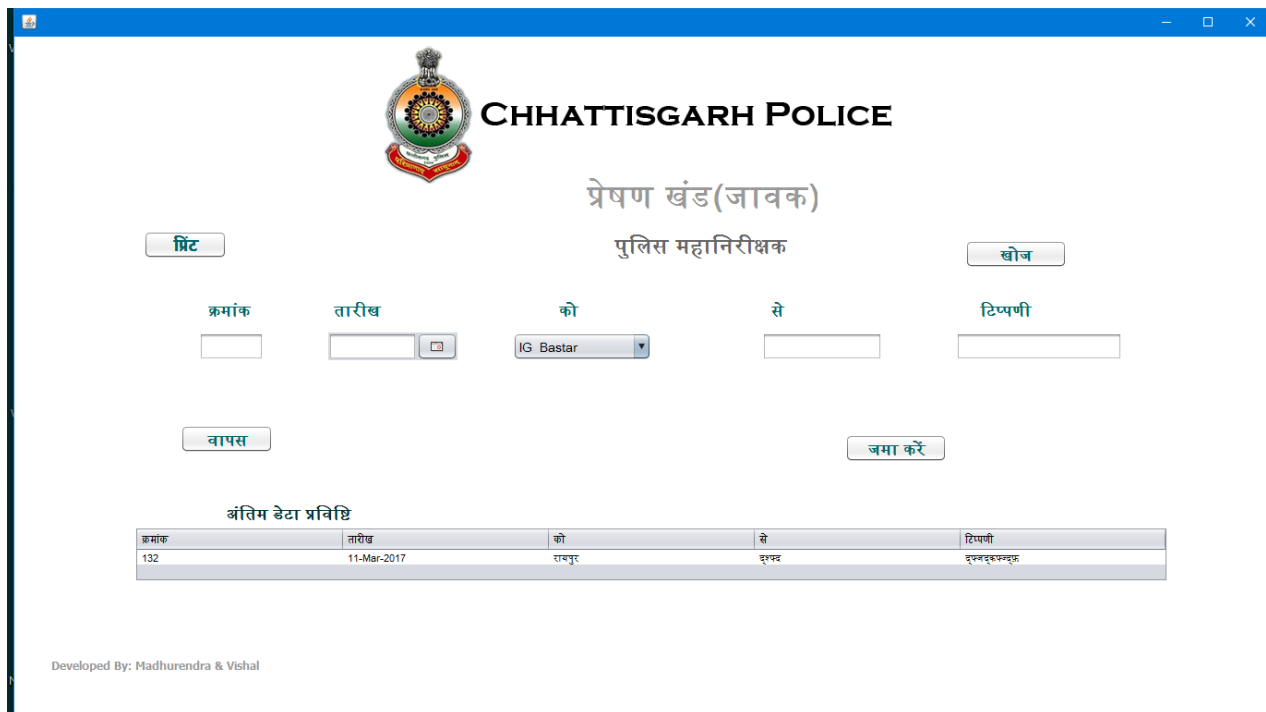 CHHATTISGARH POLICE
प्रेषण खंड(जावक)
प्रिंट
पुलिस महानिरीक्षक
खोज
क्रमांक तारीख को से टिप्पणी
IG Bastar
वापस
जमा करें
अंतिम डेटा प्रविष्टि
क्रमांक तारीख को से टिप्पणी
132 11-Mar-2017 रायपुर
Developed By: Madhurendra & Vishal